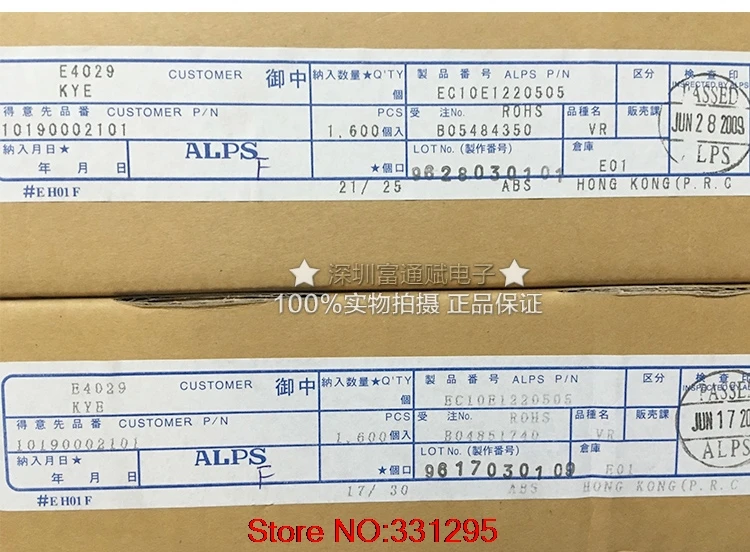 E4029 CUSTOMER 御中 納入数量★Q'TY 製品番号 ALPS P/N 区分 検査印
KYE 個 EC10E1220505 INSPECTED BY ALPS
得意先品番 CUSTOMER P/N PCS 受注No. ROHS 品種名 販売課 PASSED
10190002101 1,600個入 B05484350 VR JUN 28 2009
納入月日★ ALPS LOT No. (製作番号) 倉庫 LPS
年 月 日 F ★個口 9628030101 E01
#E H01 F 21/ 25 ABS HONG KONG(P.R.C
★ 深圳富通赋电子 ★
100%实物拍摄 正品保证
E4029 CUSTOMER 御中 納入数量★Q'TY 製品番号 ALPS P/N 区分 検査印
KYE 個 EC10E1220505 PASSED
得意先品番 CUSTOMER P/N PCS 受注No. ROHS 品種名 販売課
10190002101 1,600個入 B04851740 VR JUN 17 20
納入月日★ ALPS LOT No. (製作番号) 倉庫 ALPS
年 月 日 F ★個口 9617030109 E01
#E H01 F 17/ 30 ABS HONG KONG(P.R.C
Store NO:331295